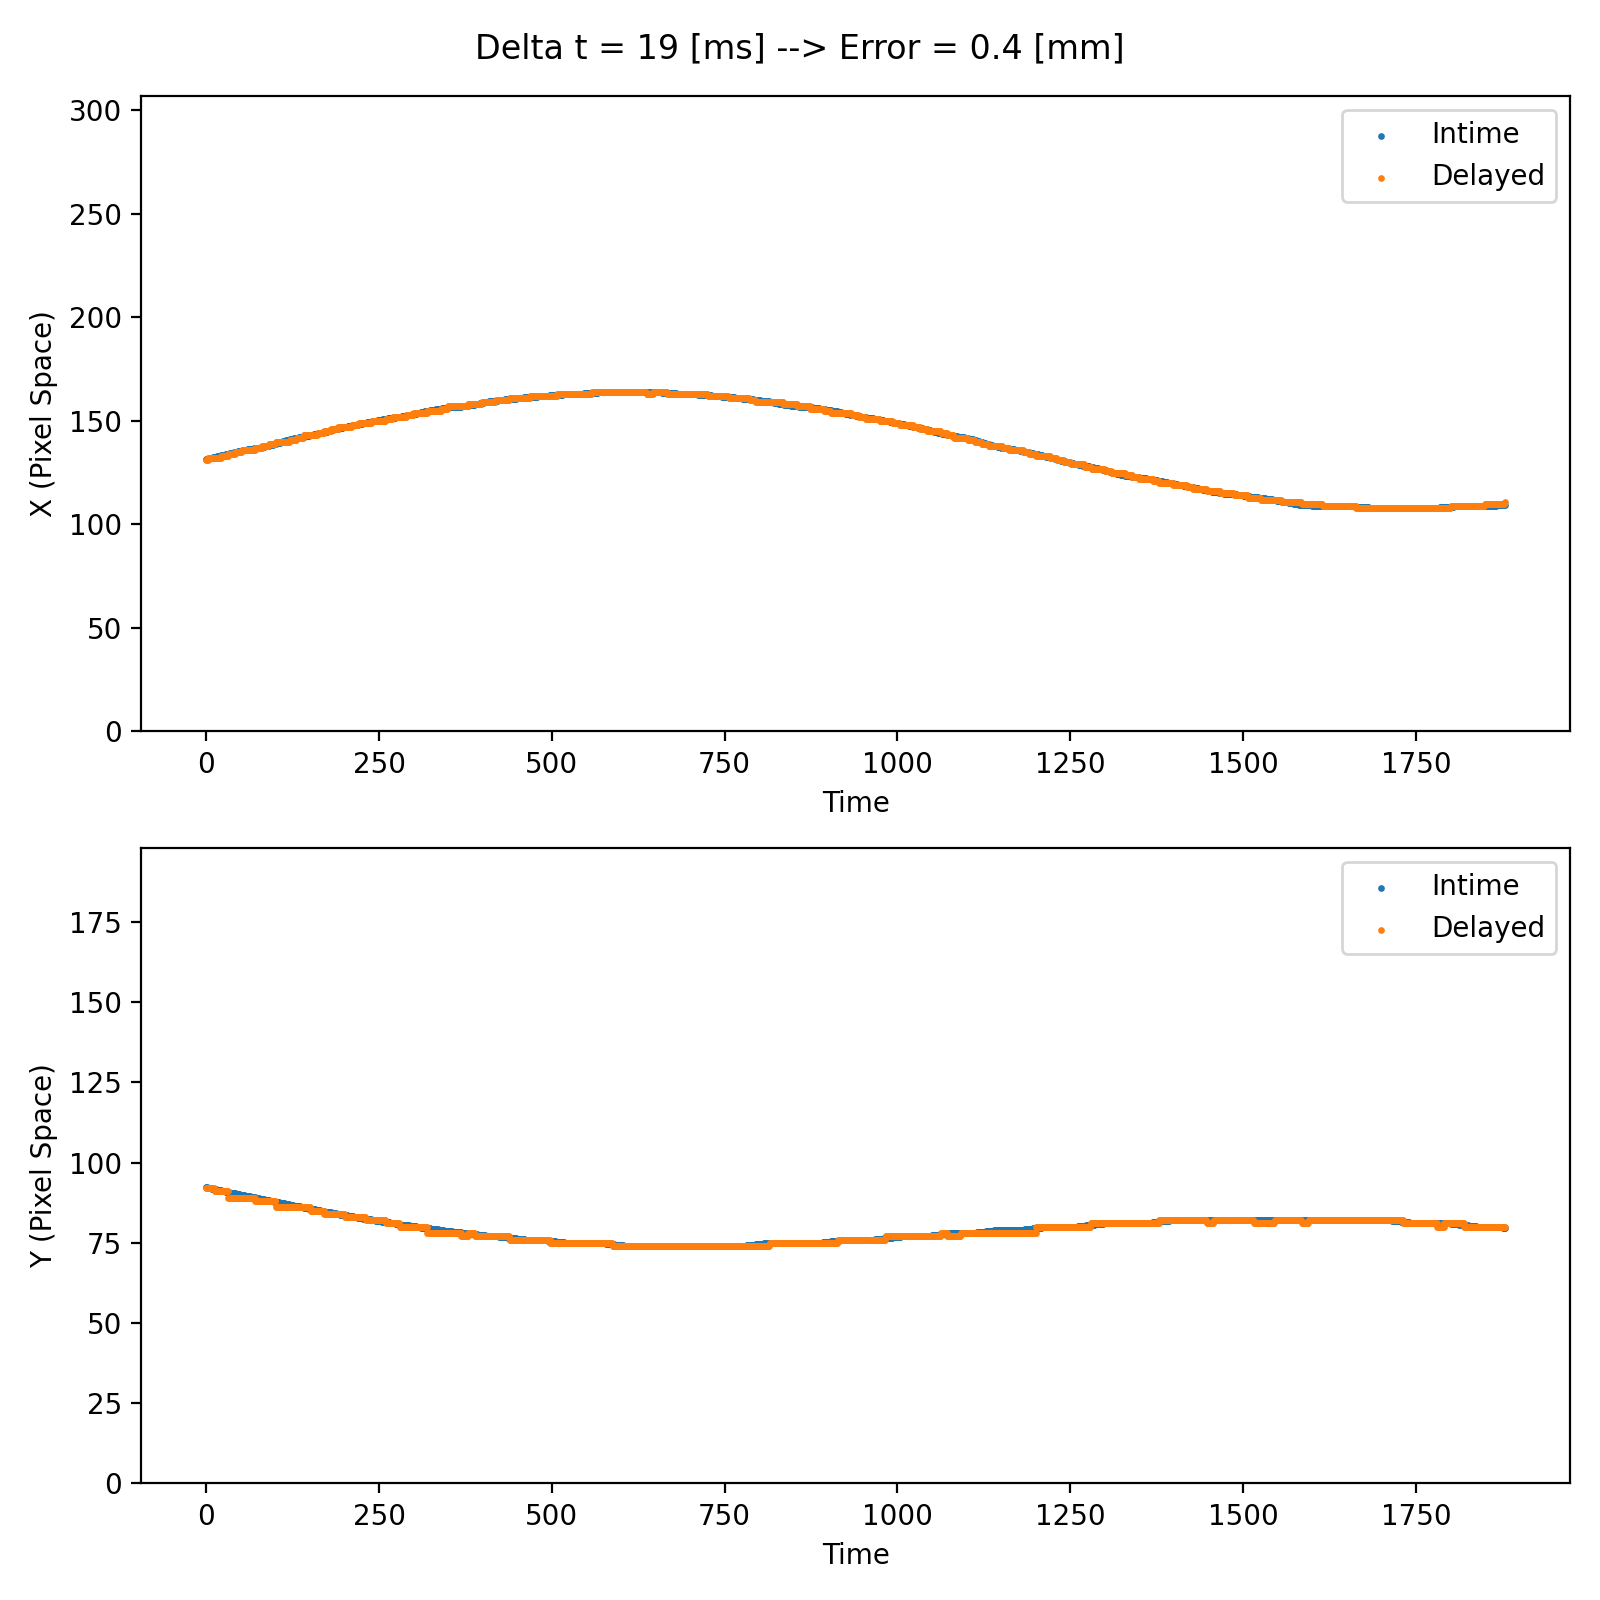 Delta t = 19 [ms] --> Error = 0.4 [mm]
300
250
200
150
100
50
0
X (Pixel Space)
Intime
Delayed
0 250 500 750 1000 1250 1500 1750
Time
175
150
125
100
75
50
25
0
Y (Pixel Space)
Intime
Delayed
0 250 500 750 1000 1250 1500 1750
Time